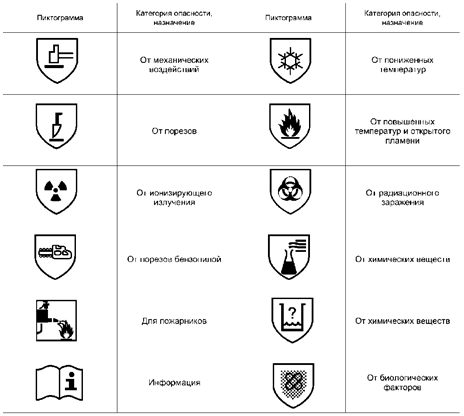 Пиктограмма
Категория опасности,
назначение
Пиктограмма
Категория опасности,
назначение
От механических
воздействий
От пониженных
температур
От порезов
От повышенных
температур и открытого
пламени
От ионизирующего
излучения
От радиационного
заражения
От порезов бензопилой
От химических веществ
Для пожарников
?
От химических веществ
i
Информация
От биологических
факторов